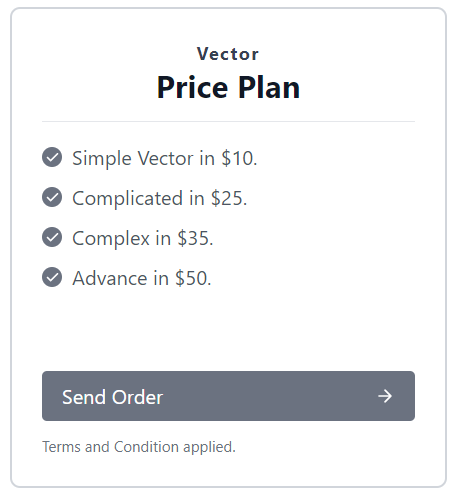 Vector
Price Plan
Simple Vector in $10.
Complicated in $25.
Complex in $35.
Advance in $50.
Send Order
Terms and Condition applied.